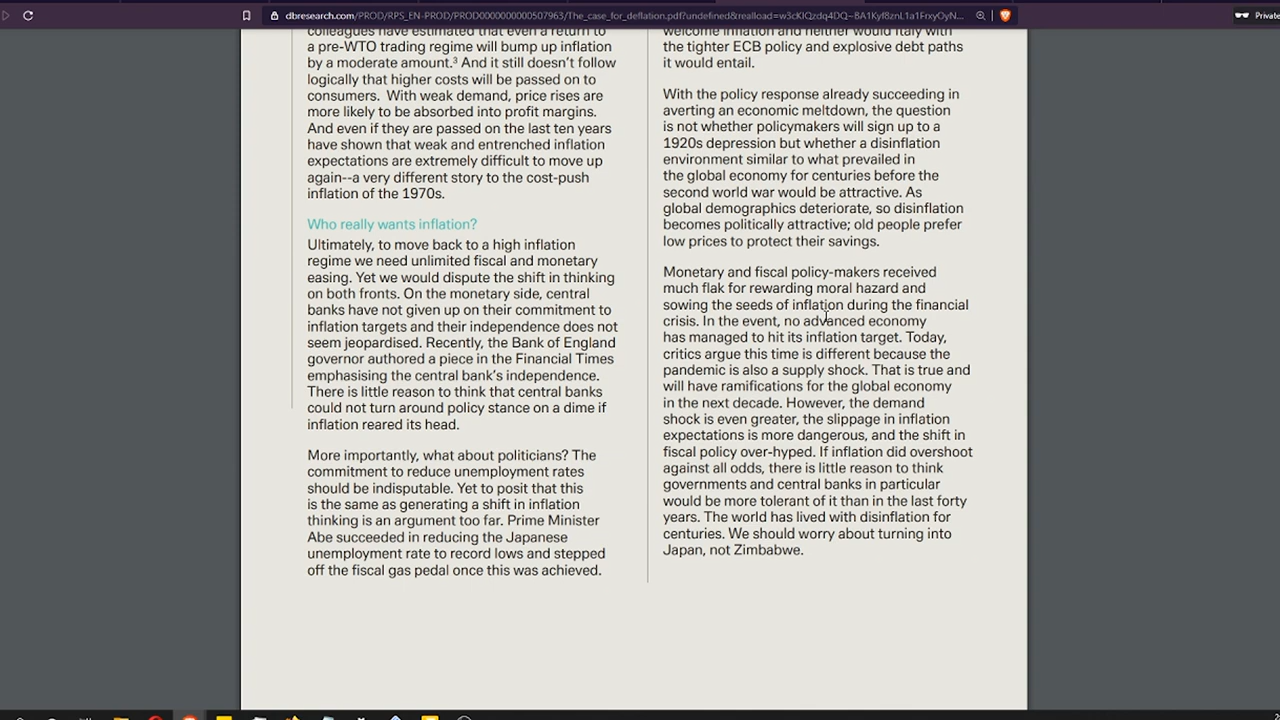 dbresearch.com/PROD/RPS_EN-PROD/PROD0000000000507963/The_case_for_deflation.pdf?undefined&realload=
Private
colleagues have estimated that even a return to
a pre-WTO trading regime will bump up inflation
by a moderate amount.³ And it still doesn't follow
logically that higher costs will be passed on to
consumers. With weak demand, price rises are
more likely to be absorbed into profit margins.
And even if they are passed on the last ten years
have shown that weak and entrenched inflation
expectations are extremely difficult to move up
again--a very different story to the cost-push
inflation of the 1970s.
Who really wants inflation?
Ultimately, to move back to a high inflation
regime we need unlimited fiscal and monetary
easing. Yet we would dispute the shift in thinking
on both fronts. On the monetary side, central
banks have not given up on their commitment to
inflation targets and their independence does not
seem jeopardised. Recently, the Bank of England
governor authored a piece in the Financial Times
emphasising the central bank's independence.
There is little reason to think that central banks
could not turn around policy stance on a dime if
inflation reared its head.
More importantly, what about politicians? The
commitment to reduce unemployment rates
should be indisputable. Yet to posit that this
is the same as generating a shift in inflation
thinking is an argument too far. Prime Minister
Abe succeeded in reducing the Japanese
unemployment rate to record lows and stepped
off the fiscal gas pedal once this was achieved.
welcome inflation and neither would Italy with
the tighter ECB policy and explosive debt paths
it would entail.
With the policy response already succeeding in
averting an economic meltdown, the question
is not whether policymakers will sign up to a
1920s depression but whether a disinflation
environment similar to what prevailed in
the global economy for centuries before the
second world war would be attractive. As
global demographics deteriorate, so disinflation
becomes politically attractive; old people prefer
low prices to protect their savings.
Monetary and fiscal policy-makers received
much flak for rewarding moral hazard and
sowing the seeds of inflation during the financial
crisis. In the event, no advanced economy
has managed to hit its inflation target. Today,
critics argue this time is different because the
pandemic is also a supply shock. That is true and
will have ramifications for the global economy
in the next decade. However, the demand
shock is even greater, the slippage in inflation
expectations is more dangerous, and the shift in
fiscal policy over-hyped. If inflation did overshoot
against all odds, there is little reason to think
governments and central banks in particular
would be more tolerant of it than in the last forty
years. The world has lived with disinflation for
centuries. We should worry about turning into
Japan, not Zimbabwe.